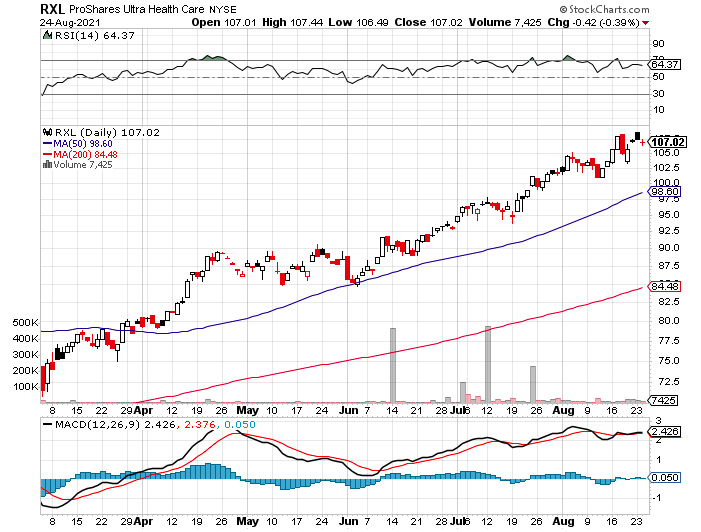 RXL ProShares Ultra Health Care NYSE © StockCharts.com
24-Aug-2021 Open 107.01 High 107.44 Low 106.49 Close 107.02 Volume 7,425 Chg -0.42 (-0.39%)
RSI(14) 64.37
90
70
64.37
50
30
10
RXL (Daily) 107.02
MA(50) 98.60
MA(200) 84.48
Volume 7,425
107.02
105.0
102.5
100.0
98.60
97.5
95.0
92.5
90.0
87.5
84.48
82.5
80.0
77.5
75.0
72.5
500K
400K
300K
200K
100K
7425
8 15 22 29 Apr 12 19 26 May 10 17 24 Jun 7 14 21 28 Jul 6 12 19 26 Aug 9 16 23
MACD(12,26,9) 2.426, 2.376, 0.050
3
2.426
2
1
0.050
-1
8 15 22 29 Apr 12 19 26 May 10 17 24 Jun 7 14 21 28 Jul 6 12 19 26 Aug 9 16 23